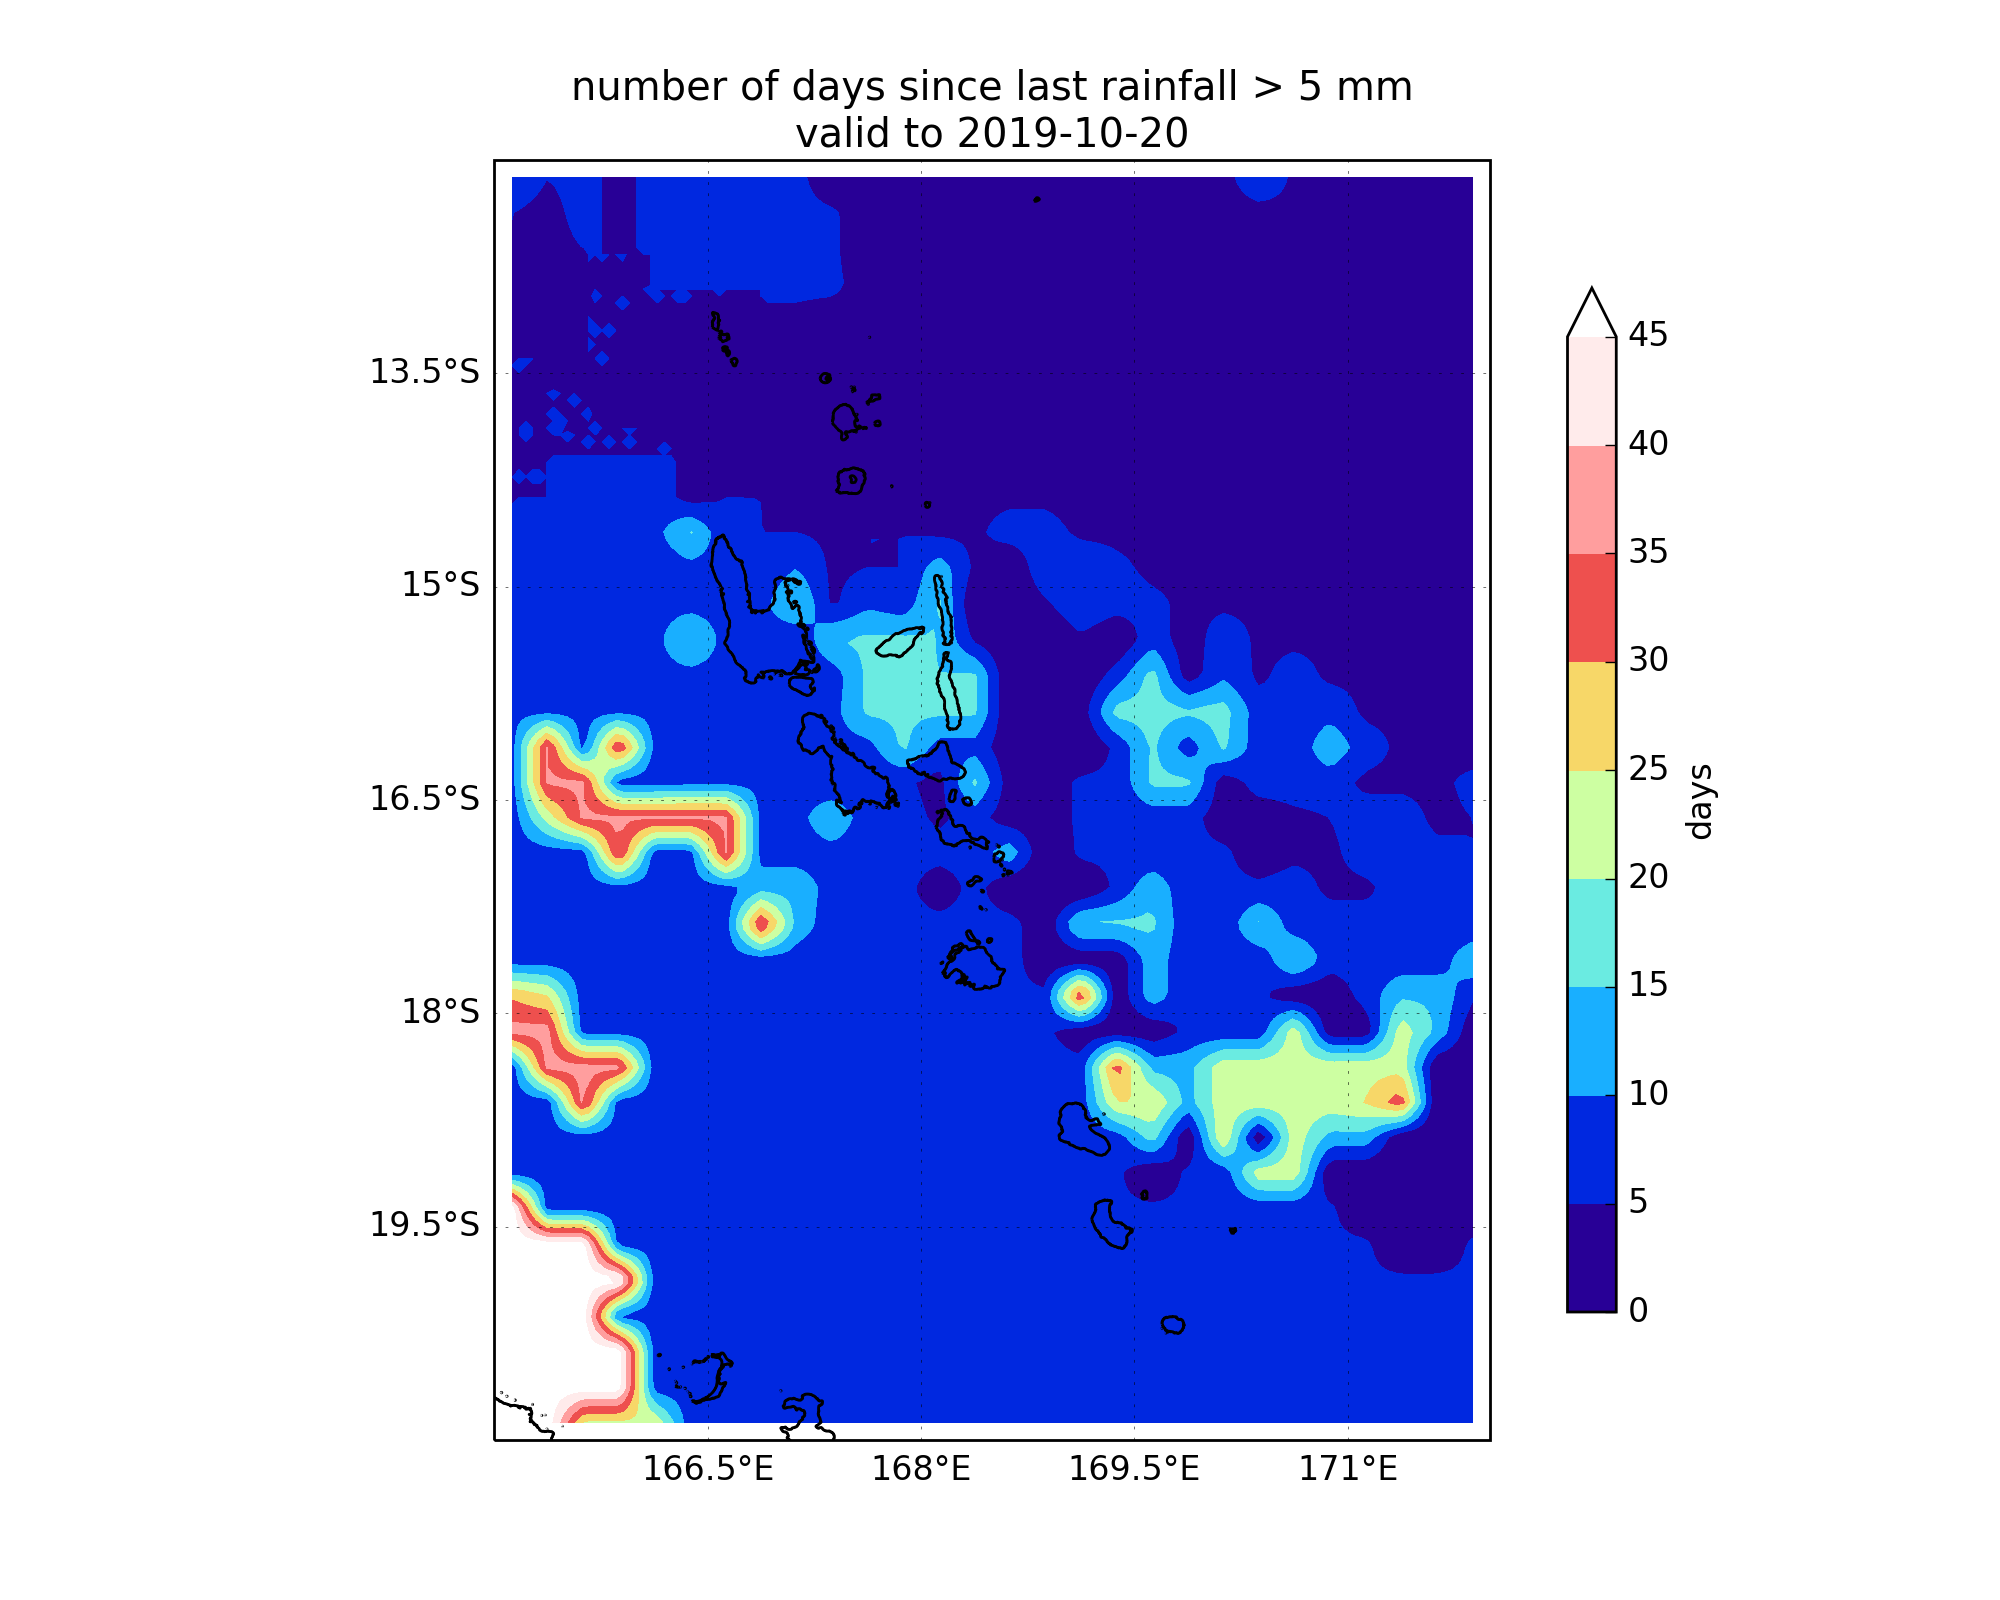 number of days since last rainfall > 5 mm
valid to 2019-10-20
13.5°S
15°S
16.5°S
18°S
19.5°S
166.5°E
168°E
169.5°E
171°E
45
40
35
30
25
20
15
10
5
0
days